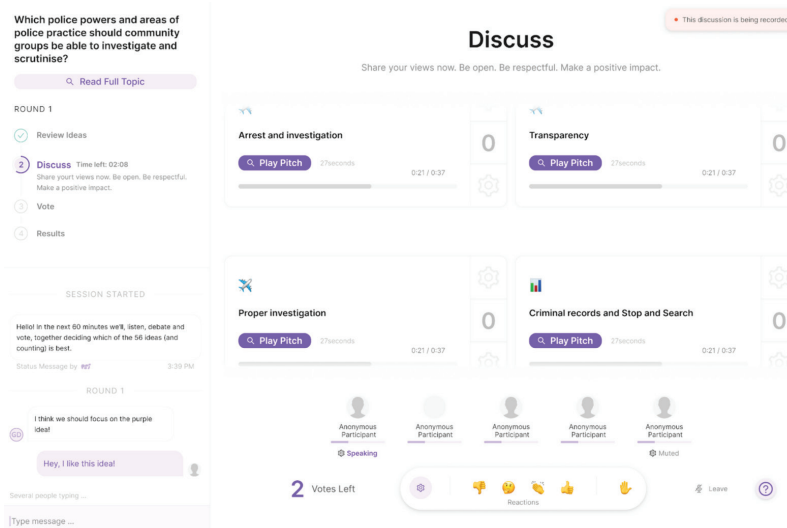 Which police powers and areas of
police practice should community
groups be able to investigate and
scrutinise?
Read Full Topic
ROUND 1
Review Ideas
2
Discuss Time left: 02:08
Share yourt views now. Be open. Be respectful.
Make a positive impact.
3
Vote
4
Results
SESSION STARTED
Hello! in the next 60 minutes we'll, listen, debate and
vote, together deciding which of the 56 ideas (and
counting) is best.
Status Message by
3:39 PM
ROUND 1
I think we should focus on the purple
idea!
GD
Hey, I like this idea!
Several people typing ...
Type message ...
This discussion is being recorded
Discuss
Share your views now. Be open. Be respectful. Make a positive impact.
Arrest and investigation
Play Pitch 27seconds
0:21 / 0:37
0
Transparency
Play Pitch 27seconds
0:21 / 0:37
0
Proper investigation
Play Pitch 27seconds
0:21 / 0:37
0
Criminal records and Stop and Search
Play Pitch 27seconds
0:21 / 0:37
0
Anonymous
Participant
Speaking
Anonymous
Participant
Anonymous
Participant
Anonymous
Participant
Anonymous
Participant
Muted
2 Votes Left
Reactions
Leave
?